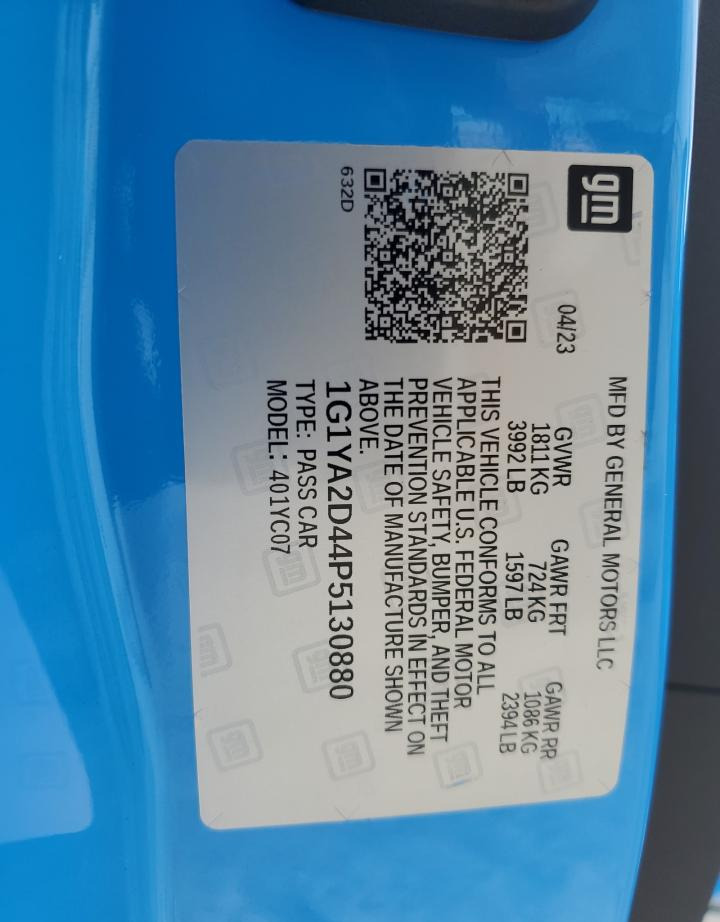 gm
MFD BY GENERAL MOTORS LLC
04/23 GVWR GAWR FRT GAWR RR
1811 KG 724 KG 1086 KG
3992 LB 1597 LB 2394 LB
THIS VEHICLE CONFORMS TO ALL
APPLICABLE U.S. FEDERAL MOTOR
VEHICLE SAFETY, BUMPER, AND THEFT
PREVENTION STANDARDS IN EFFECT ON
THE DATE OF MANUFACTURE SHOWN
ABOVE.
632D
1G1YA2D44P5130880
TYPE: PASS CAR
MODEL: 401YC07